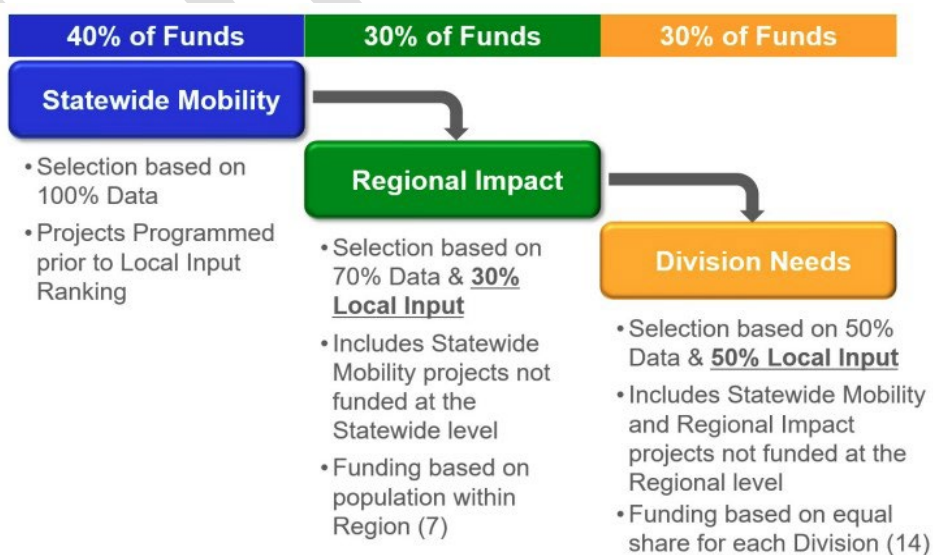 40% of Funds
30% of Funds
30% of Funds
Statewide Mobility
• Selection based on
100% Data
• Projects Programmed
prior to Local Input
Ranking
Regional Impact
• Selection based on
70% Data & 30%
Local Input
• Includes Statewide
Mobility projects not
funded at the
Statewide level
• Funding based on
population within
Region (7)
Division Needs
• Selection based on 50%
Data & 50% Local Input
• Includes Statewide Mobility
and Regional Impact
projects not funded at the
Regional level
• Funding based on equal
share for each Division (14)